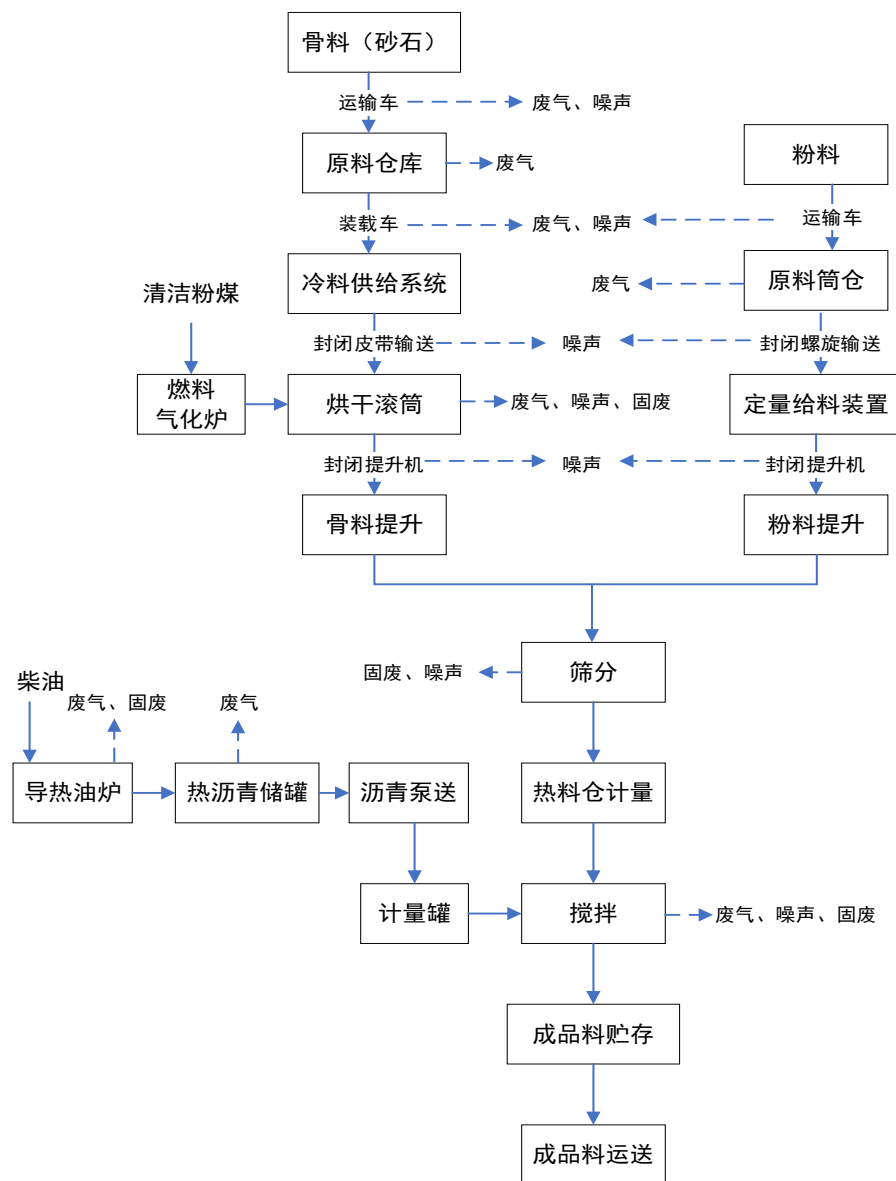 骨料（砂石）
运输车
废气、噪声
粉料
原料仓库
废气
装载车
废气、噪声
运输车
冷料供给系统
废气
原料筒仓
清洁粉煤
封闭皮带输送
噪声
封闭螺旋输送
燃料
气化炉
烘干滚筒
废气、噪声、固废
定量给料装置
封闭提升机
噪声
封闭提升机
骨料提升
粉料提升
固废、噪声
筛分
柴油
废气、固废
废气
导热油炉
热沥青储罐
沥青泵送
热料仓计量
计量罐
搅拌
废气、噪声、固废
成品料贮存
成品料运送